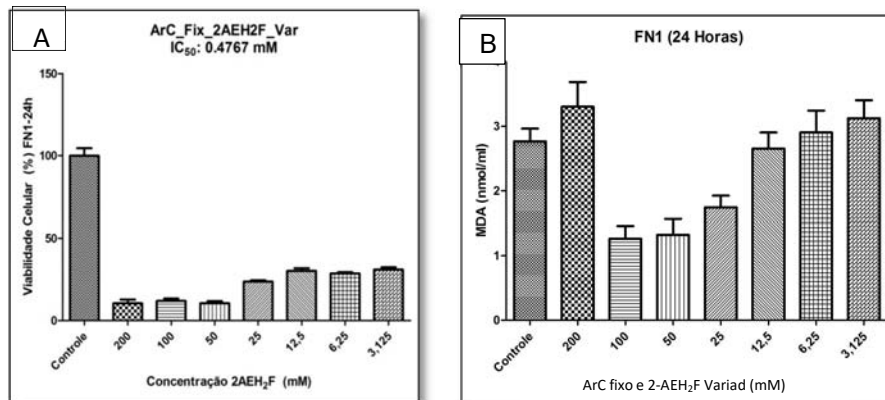 A
ArC_Fix_2AEH2F_Var
IC₅₀: 0.4767 mM
Viabilidade Celular (%) FN1-24h
150
100
50
0
Controle
200
100
50
25
12,5
6,25
3,125
Concentração 2AEH₂F (mM)
B
FN1 (24 Horas)
MDA (nmol/ml)
3
2
1
0
Controle
200
100
50
25
12,5
6,25
3,125
ArC fixo e 2-AEH₂F Variad (mM)